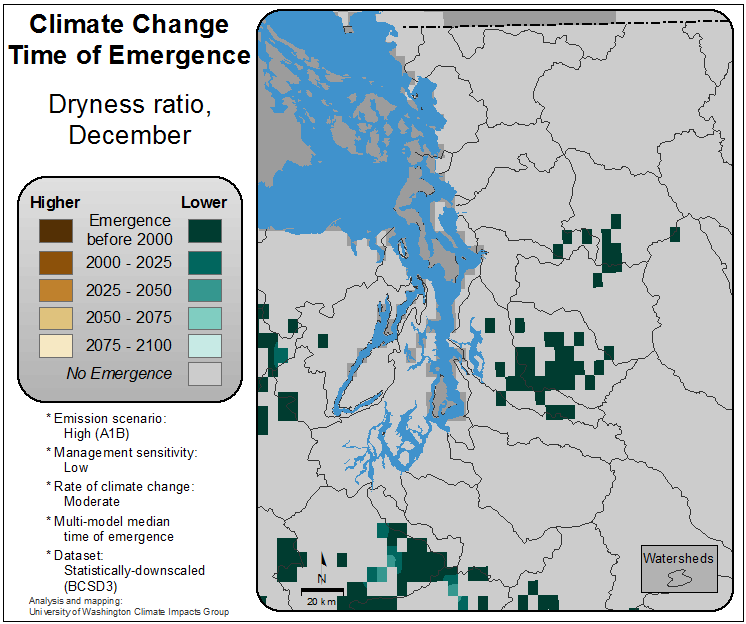 Climate Change
Time of Emergence
Dryness ratio,
December
Higher
Lower
Emergence
before 2000
2000 - 2025
2025 - 2050
2050 - 2075
2075 - 2100
No Emergence
* Emission scenario:
High (A1B)
* Management sensitivity:
Low
* Rate of climate change:
Moderate
* Multi-model median
time of emergence
* Dataset:
Statistically-downscaled
(BCSD3)
Analysis and mapping:
University of Washington Climate Impacts Group
N
20 km
Watersheds